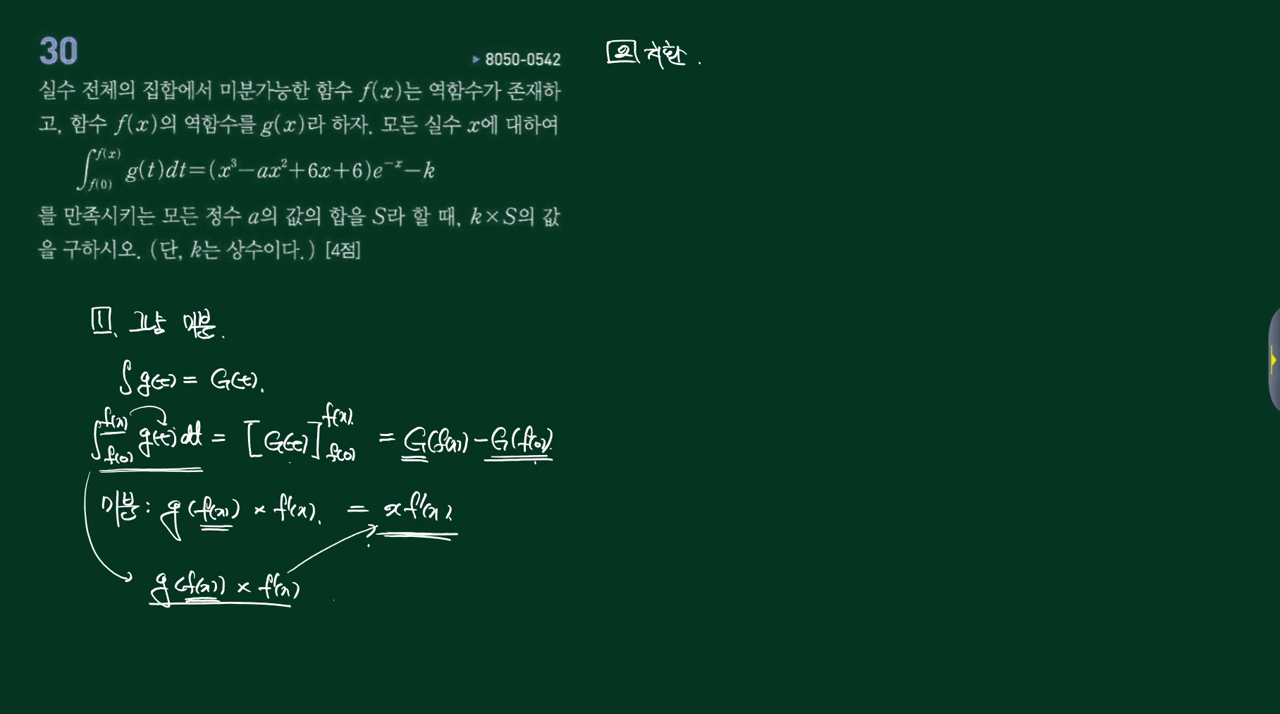 30
▶ 8050-0542
실수 전체의 집합에서 미분가능한 함수 f(x)는 역함수가 존재하
고, 함수 f(x)의 역함수를 g(x)라 하자. 모든 실수 x에 대하여
∫_{f(0)}^{f(x)} g(t)dt=(x³-ax²+6x+6)e^{-x}-k
를 만족시키는 모든 정수 a의 값의 합을 S라 할 때, k×S의 값
을 구하시오. (단, k는 상수이다.) [4점]
1. 그냥 미분.
∫g(t) = G(t).
∫_{f(0)}^{f(x)} g(t)dt = [G(t)]_{f(0)}^{f(x)} = G(f(x)) - G(f(0)).
미분: g(f(x)) × f'(x). = xf'(x).
g(f(x)) × f'(x)
2 치환.